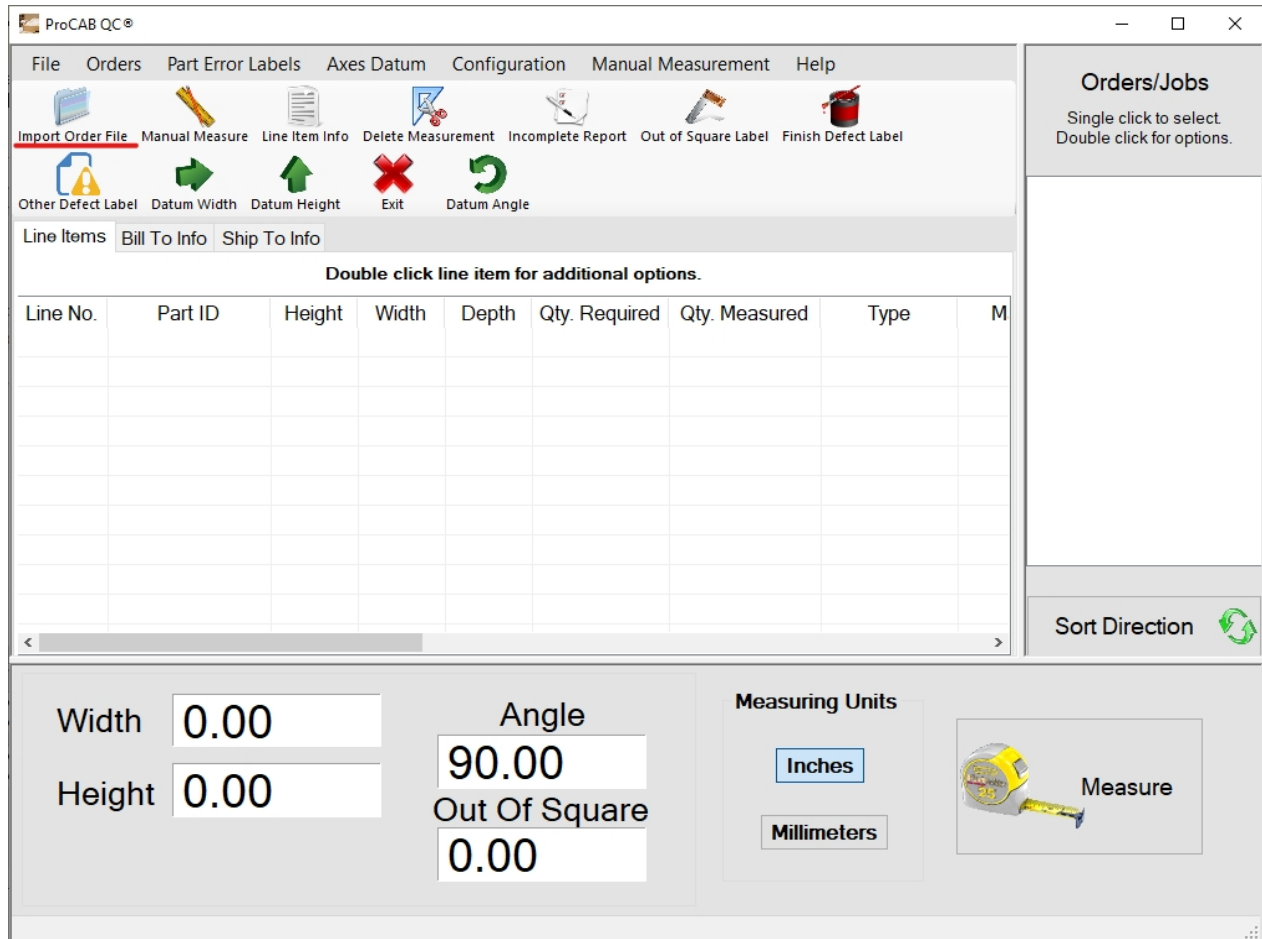 ProCAB QC®
File Orders Part Error Labels Axes Datum Configuration Manual Measurement Help
Import Order File Manual Measure Line Item Info Delete Measurement Incomplete Report Out of Square Label Finish Defect Label
Other Defect Label Datum Width Datum Height Exit Datum Angle
Line Items Bill To Info Ship To Info
Double click line item for additional options.
Line No. Part ID Height Width Depth Qty. Required Qty. Measured Type M
Orders/Jobs
Single click to select.
Double click for options.
Sort Direction
Width 0.00
Height 0.00
Angle
90.00
Out Of Square
0.00
Measuring Units
Inches
Millimeters
Measure